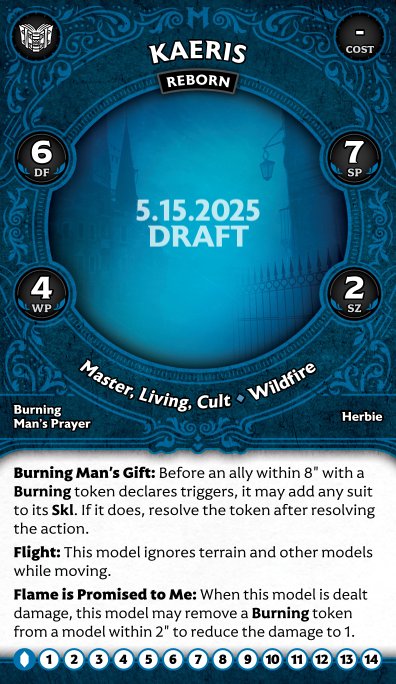 KAERIS
REBORN
-
COST
6
DF
7
SP
5.15.2025
DRAFT
4
WP
2
SZ
Master, Living, Cult ⬥ Wildfire
Burning
Man's Prayer
Herbie
Burning Man's Gift: Before an ally within 8" with a
Burning token declares triggers, it may add any suit
to its Skl. If it does, resolve the token after resolving
the action.
Flight: This model ignores terrain and other models
while moving.
Flame is Promised to Me: When this model is dealt
damage, this model may remove a Burning token
from a model within 2" to reduce the damage to 1.
1 2 3 4 5 6 7 8 9 10 11 12 13 14